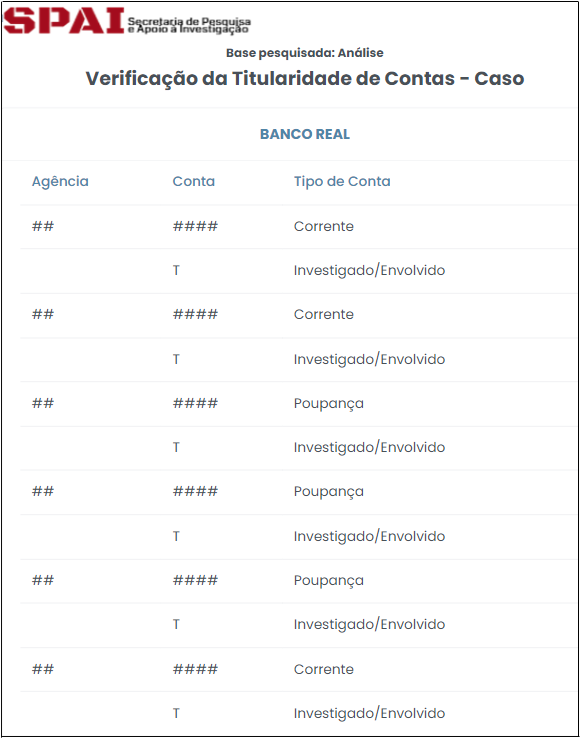 SPAI Secretaria de Pesquisa
e Apoio à Investigação
Base pesquisada: Análise
Verificação da Titularidade de Contas - Caso
BANCO REAL
Agência Conta Tipo de Conta
## #### Corrente
T Investigado/Envolvido
## #### Corrente
T Investigado/Envolvido
## #### Poupança
T Investigado/Envolvido
## #### Poupança
T Investigado/Envolvido
## #### Poupança
T Investigado/Envolvido
## #### Corrente
T Investigado/Envolvido